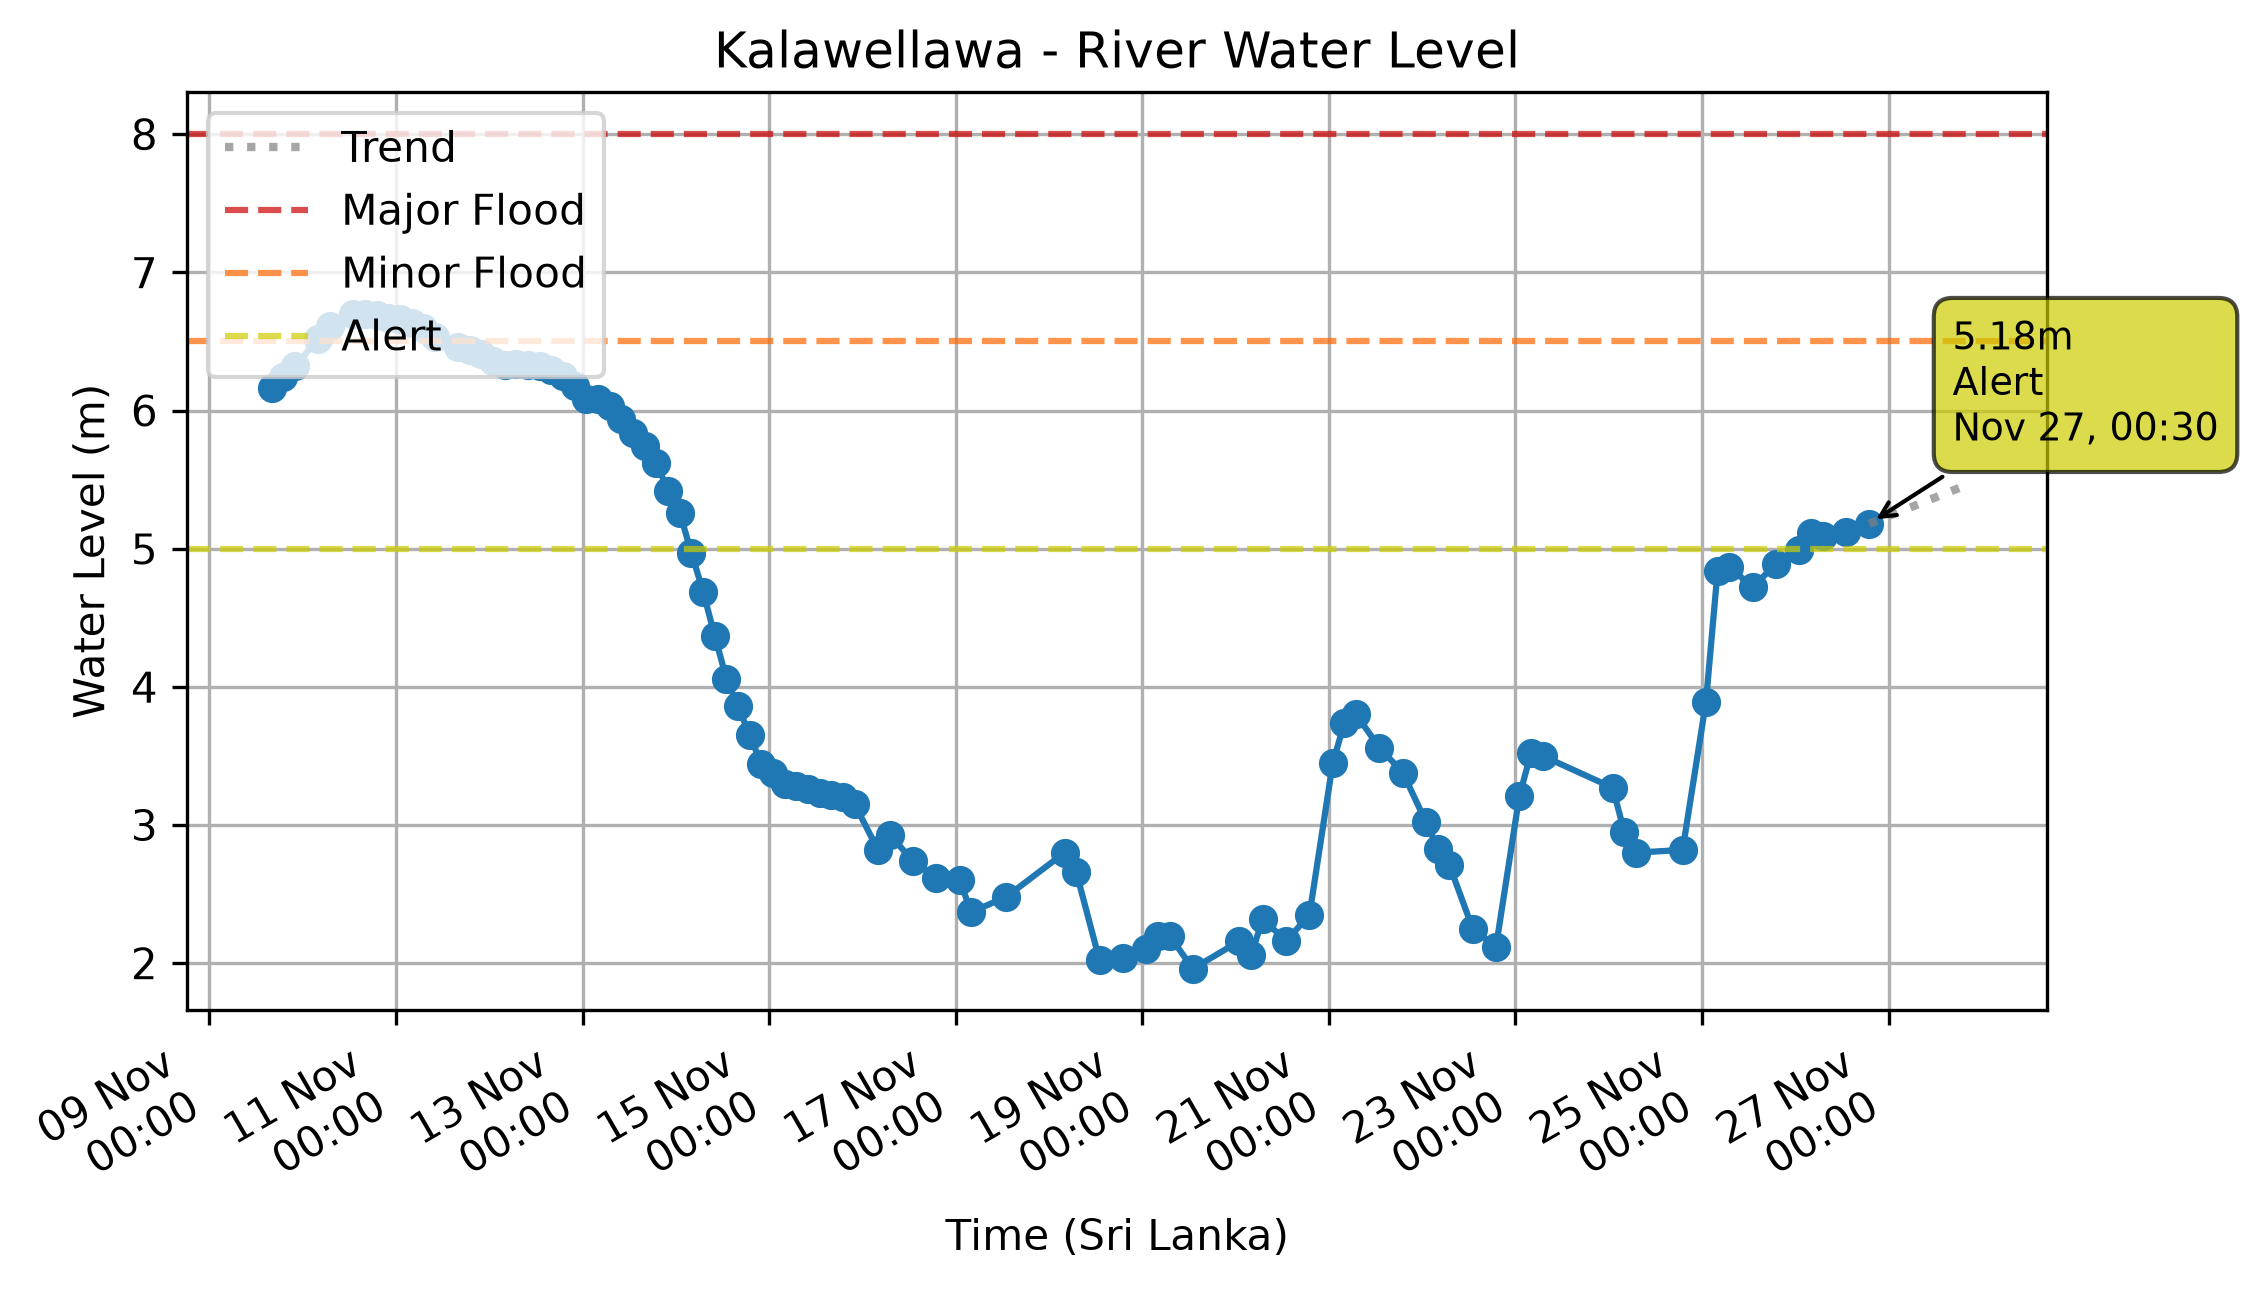 Kalawellawa - River Water Level
8
7
6
5
4
3
2
Water Level (m)
Trend
Major Flood
Minor Flood
Alert
5.18m
Alert
Nov 27, 00:30
09 Nov
00:00
11 Nov
00:00
13 Nov
00:00
15 Nov
00:00
17 Nov
00:00
19 Nov
00:00
21 Nov
00:00
23 Nov
00:00
25 Nov
00:00
27 Nov
00:00
Time (Sri Lanka)